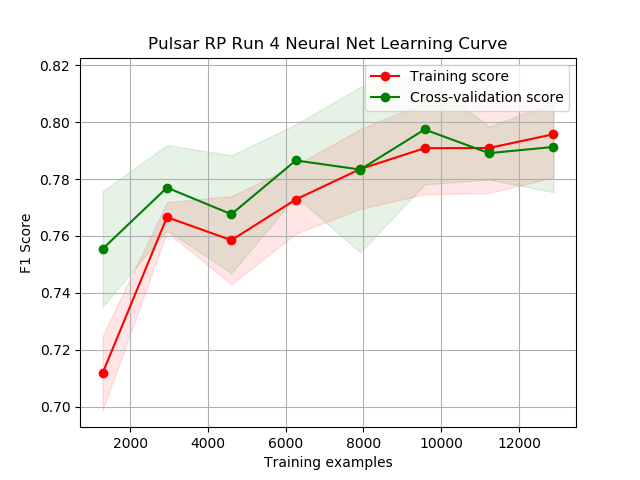 Pulsar RP Run 4 Neural Net Learning Curve
Training score
Cross-validation score
F1 Score
0.82
0.80
0.78
0.76
0.74
0.72
0.70
2000 4000 6000 8000 10000 12000
Training examples